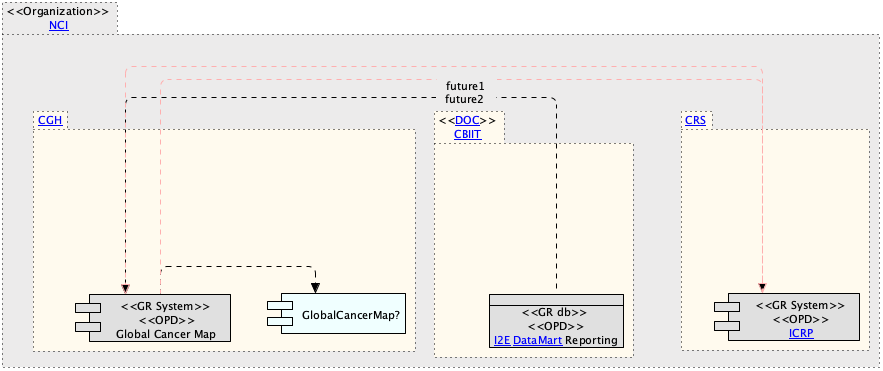 <<Organization>>
NCI
future1
future2
CGH
<<DOC>>
CBIIT
CRS
<<GR System>>
<<OPD>>
Global Cancer Map
GlobalCancerMap?
<<GR db>>
<<OPD>>
I2E DataMart Reporting
<<GR System>>
<<OPD>>
ICRP